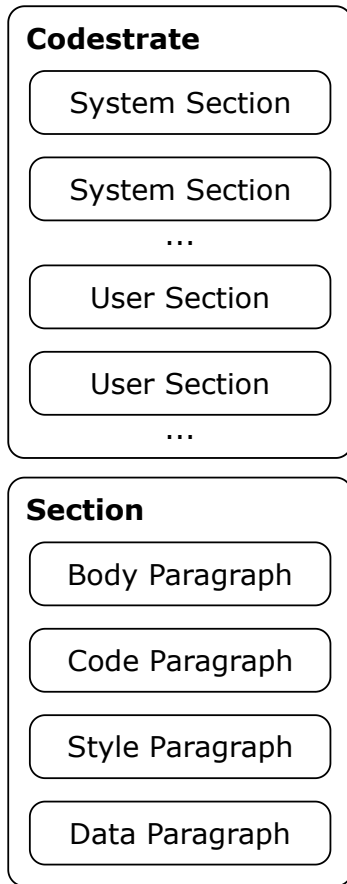 Codestrate
System Section
System Section
...
User Section
User Section
...
Section
Body Paragraph
Code Paragraph
Style Paragraph
Data Paragraph